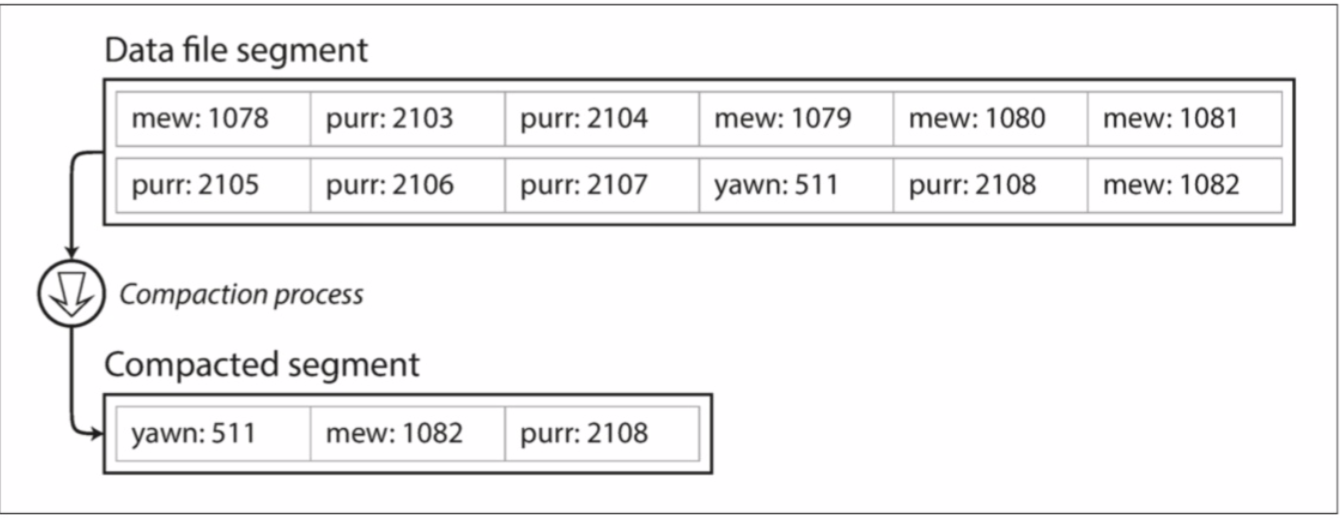 Data file segment
mew: 1078 purr: 2103 purr: 2104 mew: 1079 mew: 1080 mew: 1081
purr: 2105 purr: 2106 purr: 2107 yawn: 511 purr: 2108 mew: 1082
Compaction process
Compacted segment
yawn: 511 mew: 1082 purr: 2108